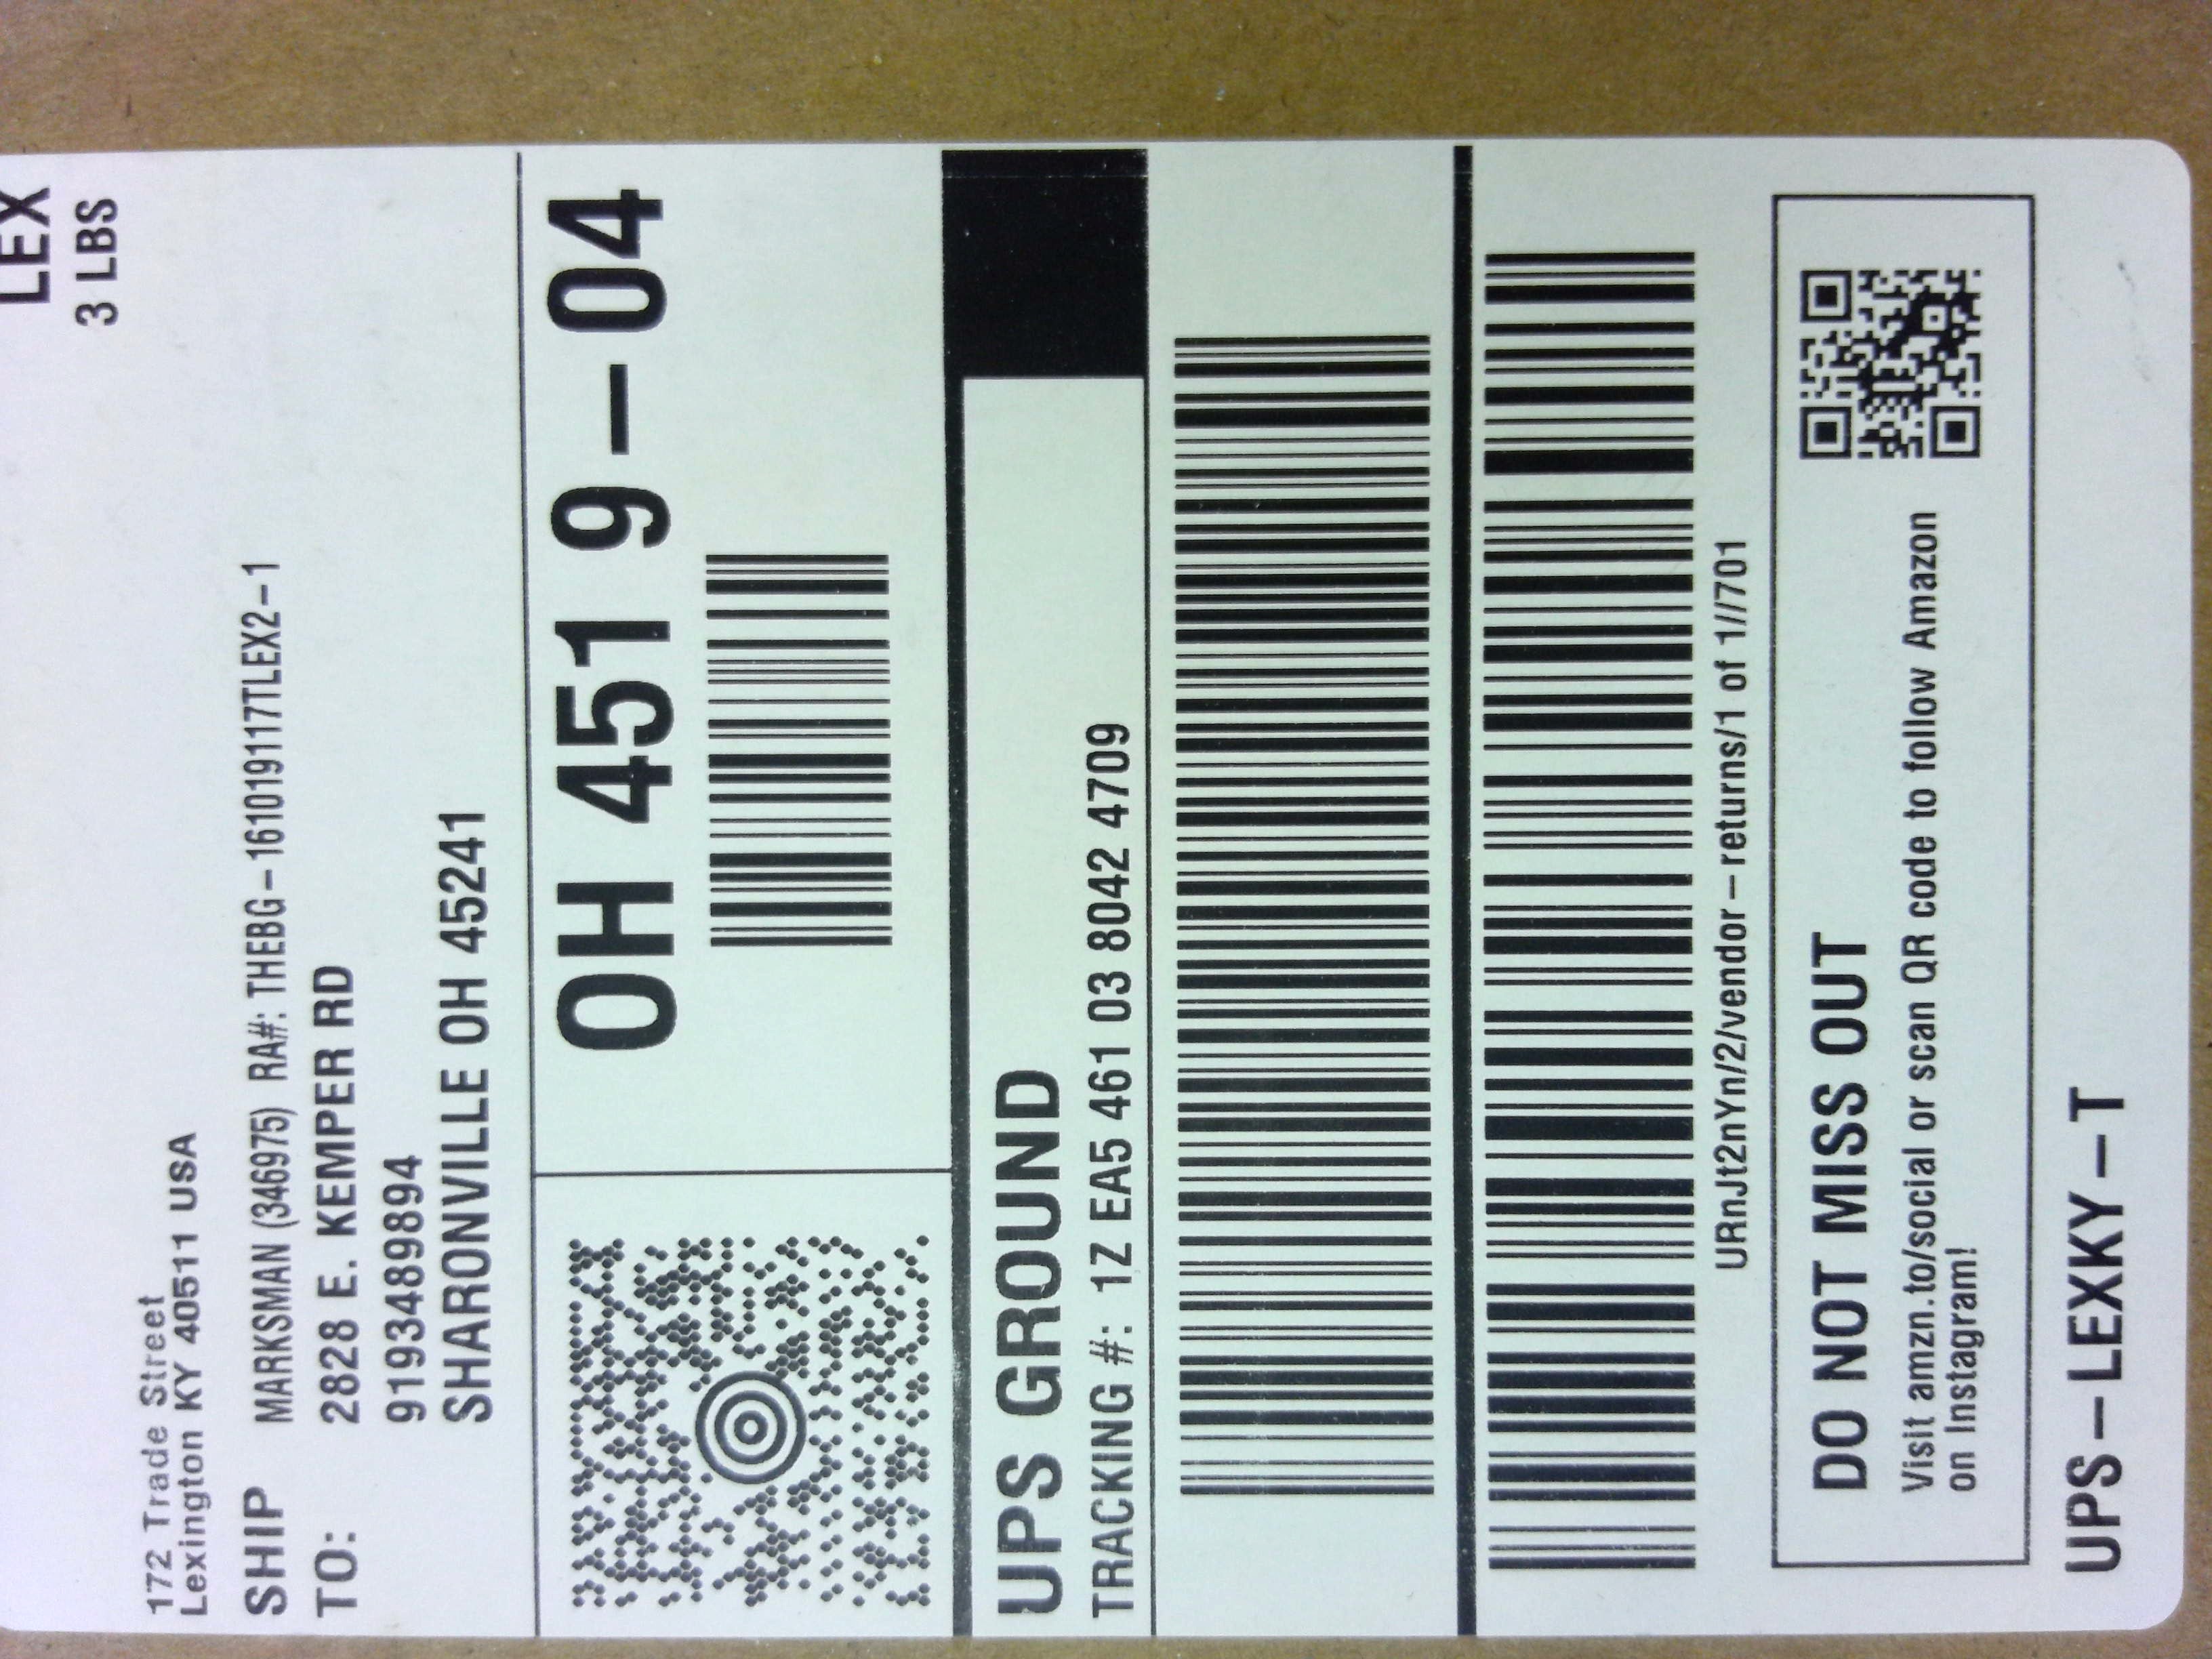 LEX
3 LBS
172 Trade Street
Lexington KY 40511 USA
SHIP TO:
MARKSMAN (346975) RA#: THEBG-161019117TLEX2-1
2828 E. KEMPER RD
9193489894
SHARONVILLE OH 45241
OH 451 9-04
UPS GROUND
TRACKING #: 1Z EA5 461 03 8042 4709
URnJt2nYn/2/vendor-returns/1 of 1//701
DO NOT MISS OUT
Visit amzn.to/social or scan QR code to follow Amazon
on Instagram!
UPS-LEXKY-T